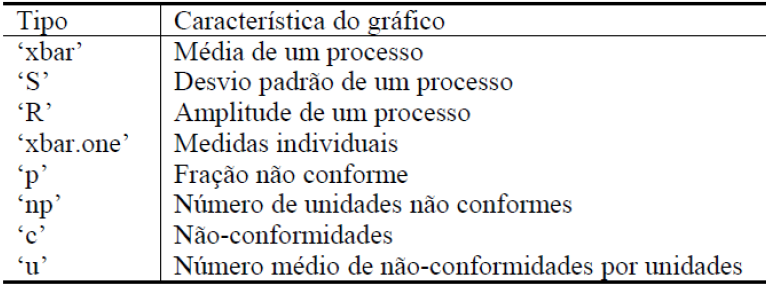 Tipo Característica do gráfico
‘xbar’ Média de um processo
‘S’ Desvio padrão de um processo
‘R’ Amplitude de um processo
‘xbar.one’ Medidas individuais
‘p’ Fração não conforme
‘np’ Número de unidades não conformes
‘c’ Não-conformidades
‘u’ Número médio de não-conformidades por unidades